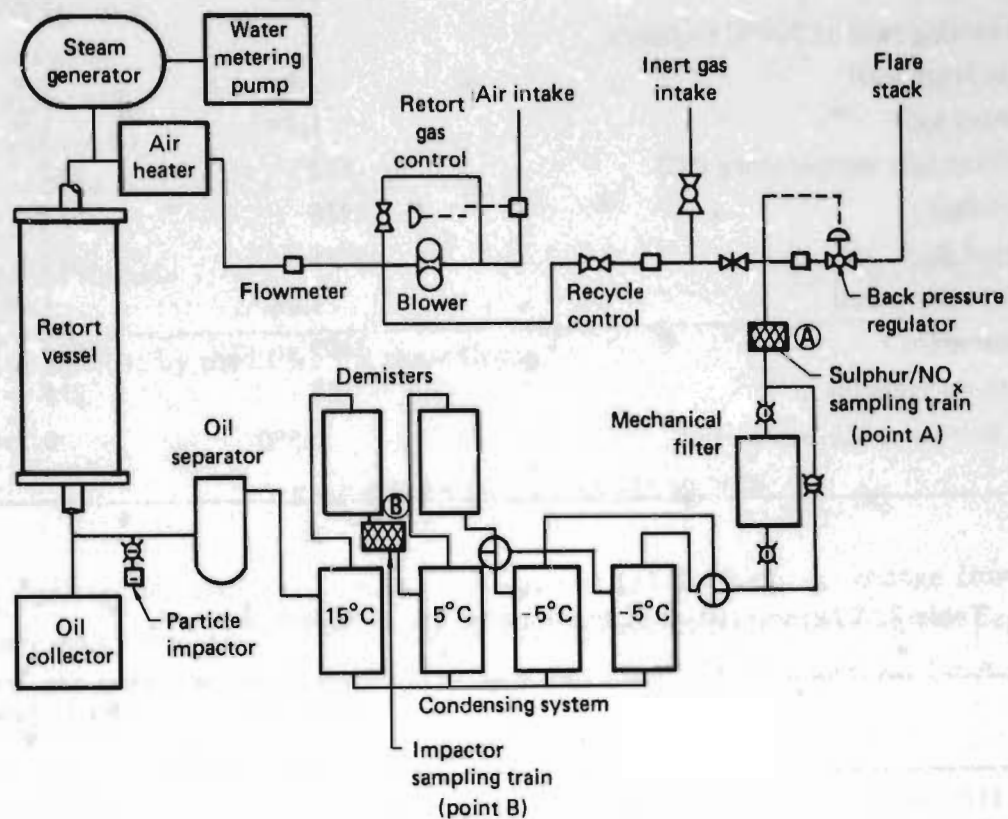 Steam
generator
Water
metering
pump
Air
heater
Retort
gas
control
Air intake
Inert gas
intake
Flare
stack
Flowmeter
Blower
Recycle
control
Back pressure
regulator
Retort
vessel
A
Sulphur/NOx
sampling train
(point A)
Demisters
Mechanical
filter
Oil
separator
B
15°C
5°C
-5°C
-5°C
Particle
impactor
Oil
collector
Condensing system
Impactor
sampling train
(point B)